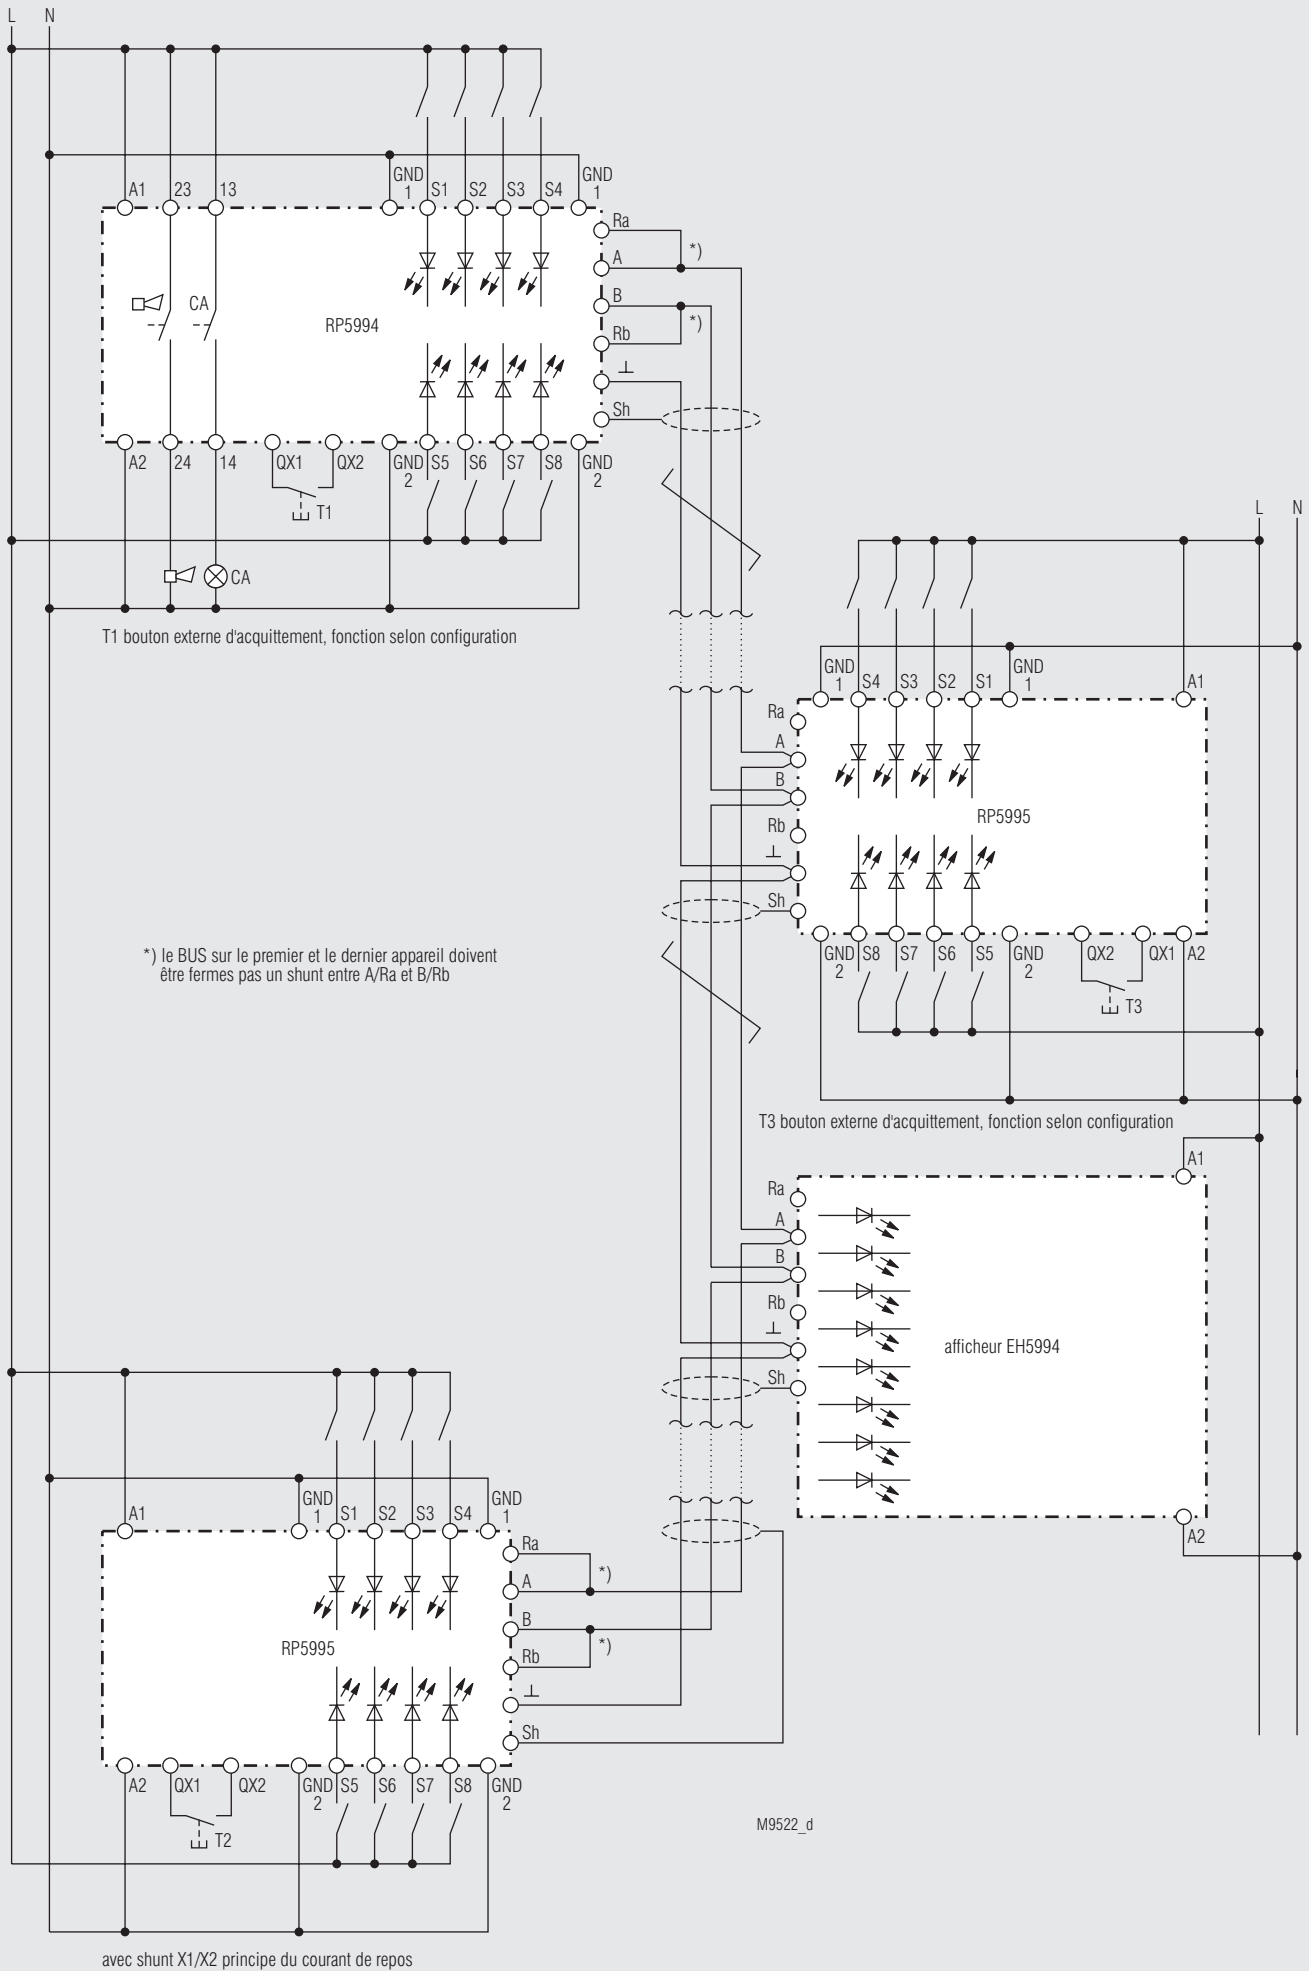 L N
A1 23 13 GND 1 S1 S2 S3 S4 GND 1
Ra
*)
A
CA
B
RP5994
*)
Rb
⊥
Sh
A2 24 14 QX1 QX2 GND 2 S5 S6 S7 S8 GND 2
T1
CA
T1 bouton externe d'acquittement, fonction selon configuration
L N
GND 1 S4 S3 S2 S1 GND 1 A1
Ra
A
B
RP5995
Rb
⊥
Sh
GND 2 S8 S7 S6 S5 GND 2 QX2 QX1 A2
T3
*) le BUS sur le premier et le dernier appareil doivent
être fermes pas un shunt entre A/Ra et B/Rb
T3 bouton externe d'acquittement, fonction selon configuration
A1
Ra
A
B
Rb
⊥
afficheur EH5994
Sh
A2
A1 GND 1 S1 S2 S3 S4 GND 1
Ra
*)
A
B
RP5995
*)
Rb
⊥
Sh
A2 QX1 QX2 GND 2 S5 S6 S7 S8 GND 2
T2
M9522_d
avec shunt X1/X2 principe du courant de repos